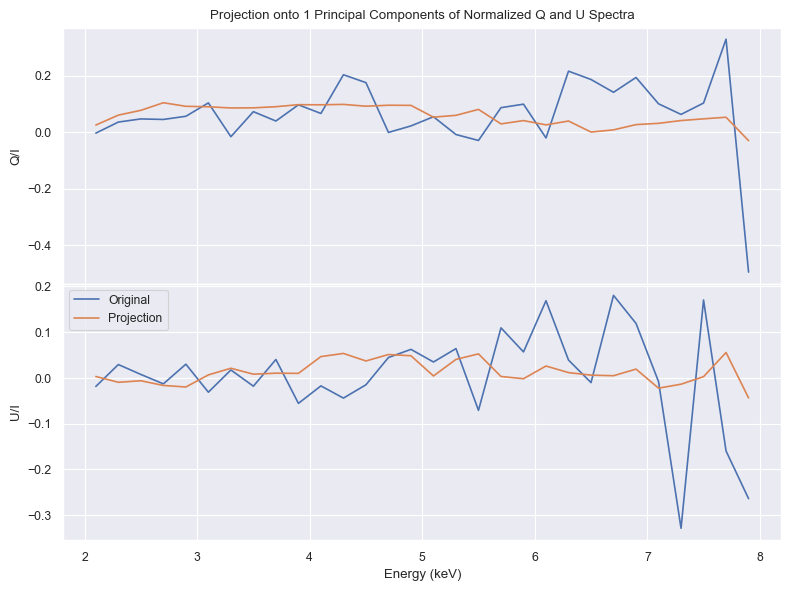 Projection onto 1 Principal Components of Normalized Q and U Spectra
0.2
0.0
−0.2
−0.4
Q/I
0.2
0.1
0.0
−0.1
−0.2
−0.3
U/I
Original
Projection
2 3 4 5 6 7 8
Energy (keV)